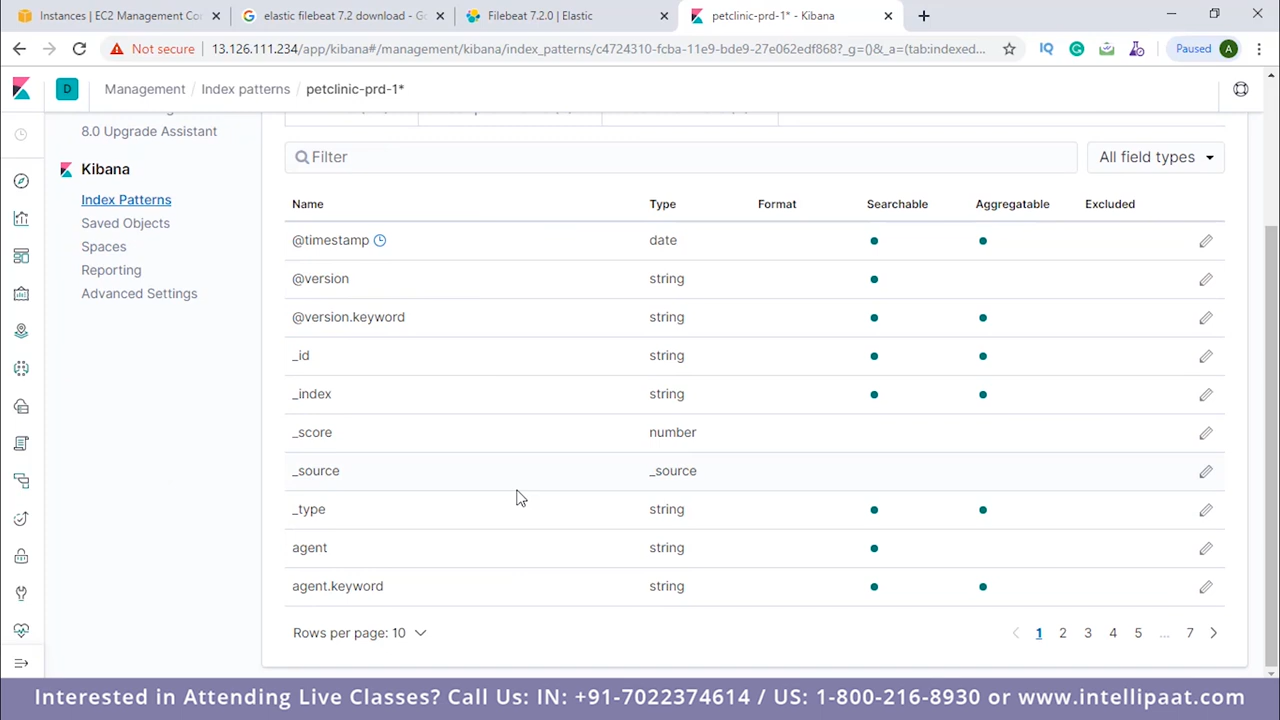 Instances | EC2 Management Co
elastic filebeat 7.2 download - G
Filebeat 7.2.0 | Elastic
petclinic-prd-1* - Kibana
Not secure
13.126.111.234/app/kibana#/management/kibana/index_patterns/c4724310-fcba-11e9-bde9-27e062edfb68?_g=()&_a=(tab:indexed...
IQ
Paused
A
D
Management
Index patterns
petclinic-prd-1*
8.0 Upgrade Assistant
Kibana
Index Patterns
Saved Objects
Spaces
Reporting
Advanced Settings
Filter
All field types
Name Type Format Searchable Aggregatable Excluded
@timestamp date
@version string
@version.keyword string
_id string
_index string
_score number
_source _source
_type string
agent string
agent.keyword string
Rows per page: 10
1 2 3 4 5 ... 7
Interested in Attending Live Classes? Call Us: IN: +91-7022374614 / US: 1-800-216-8930 or www.intellipaat.com